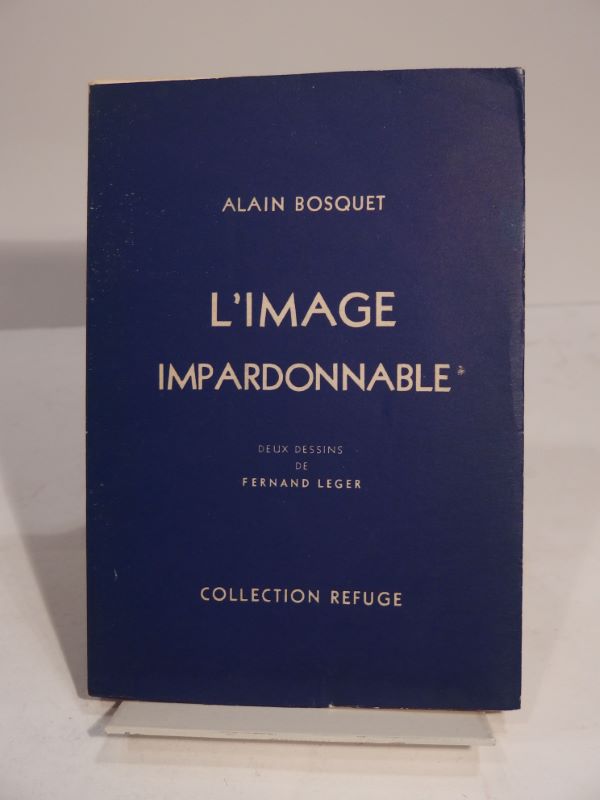 ALAIN BOSQUET
L'IMAGE
IMPARDONNABLE
DEUX DESSINS
DE
FERNAND LEGER
COLLECTION REFUGE